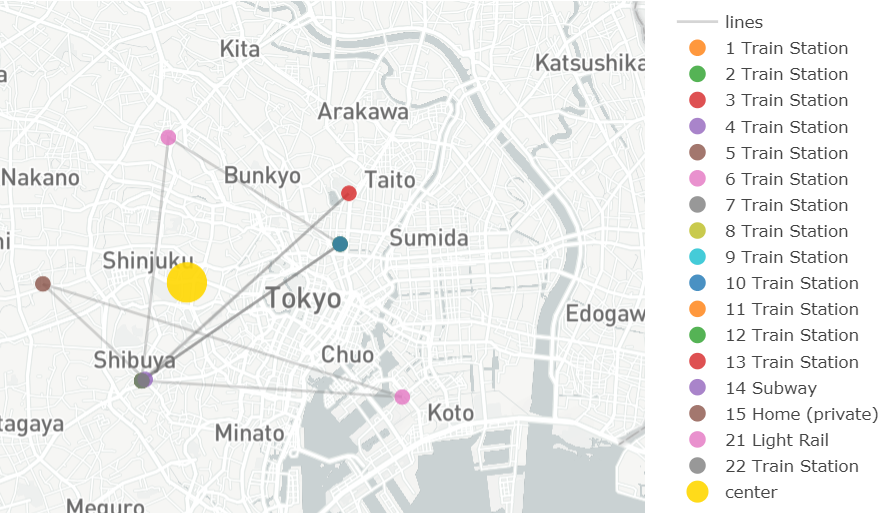 Kita
Katsushika
Arakawa
Bunkyo
Taito
Nakano
Sumida
Shinjuku
Tokyo
Edogaw
Chuo
Shibuya
Koto
tagaya
Minato
Meguro
lines
1 Train Station
2 Train Station
3 Train Station
4 Train Station
5 Train Station
6 Train Station
7 Train Station
8 Train Station
9 Train Station
10 Train Station
11 Train Station
12 Train Station
13 Train Station
14 Subway
15 Home (private)
21 Light Rail
22 Train Station
center